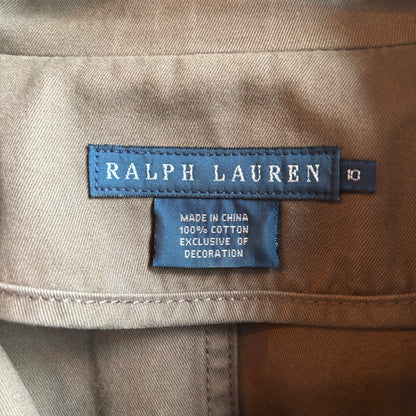 RALPH LAUREN
10
MADE IN CHINA
100% COTTON
EXCLUSIVE OF
DECORATION